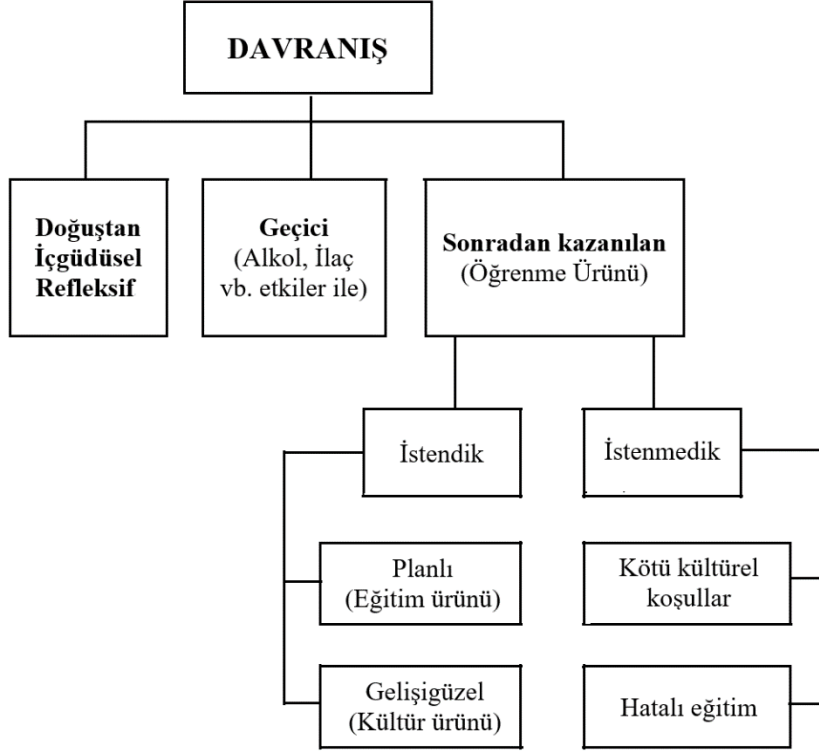 DAVRANIŞ
Doğuştan
İçgüdüsel
Refleksif
Geçici
(Alkol, İlaç
vb. etkiler ile)
Sonradan kazanılan
(Öğrenme Ürünü)
İstendik
İstenmedik
Planlı
(Eğitim ürünü)
Kötü kültürel
koşullar
Gelişigüzel
(Kültür ürünü)
Hatalı eğitim